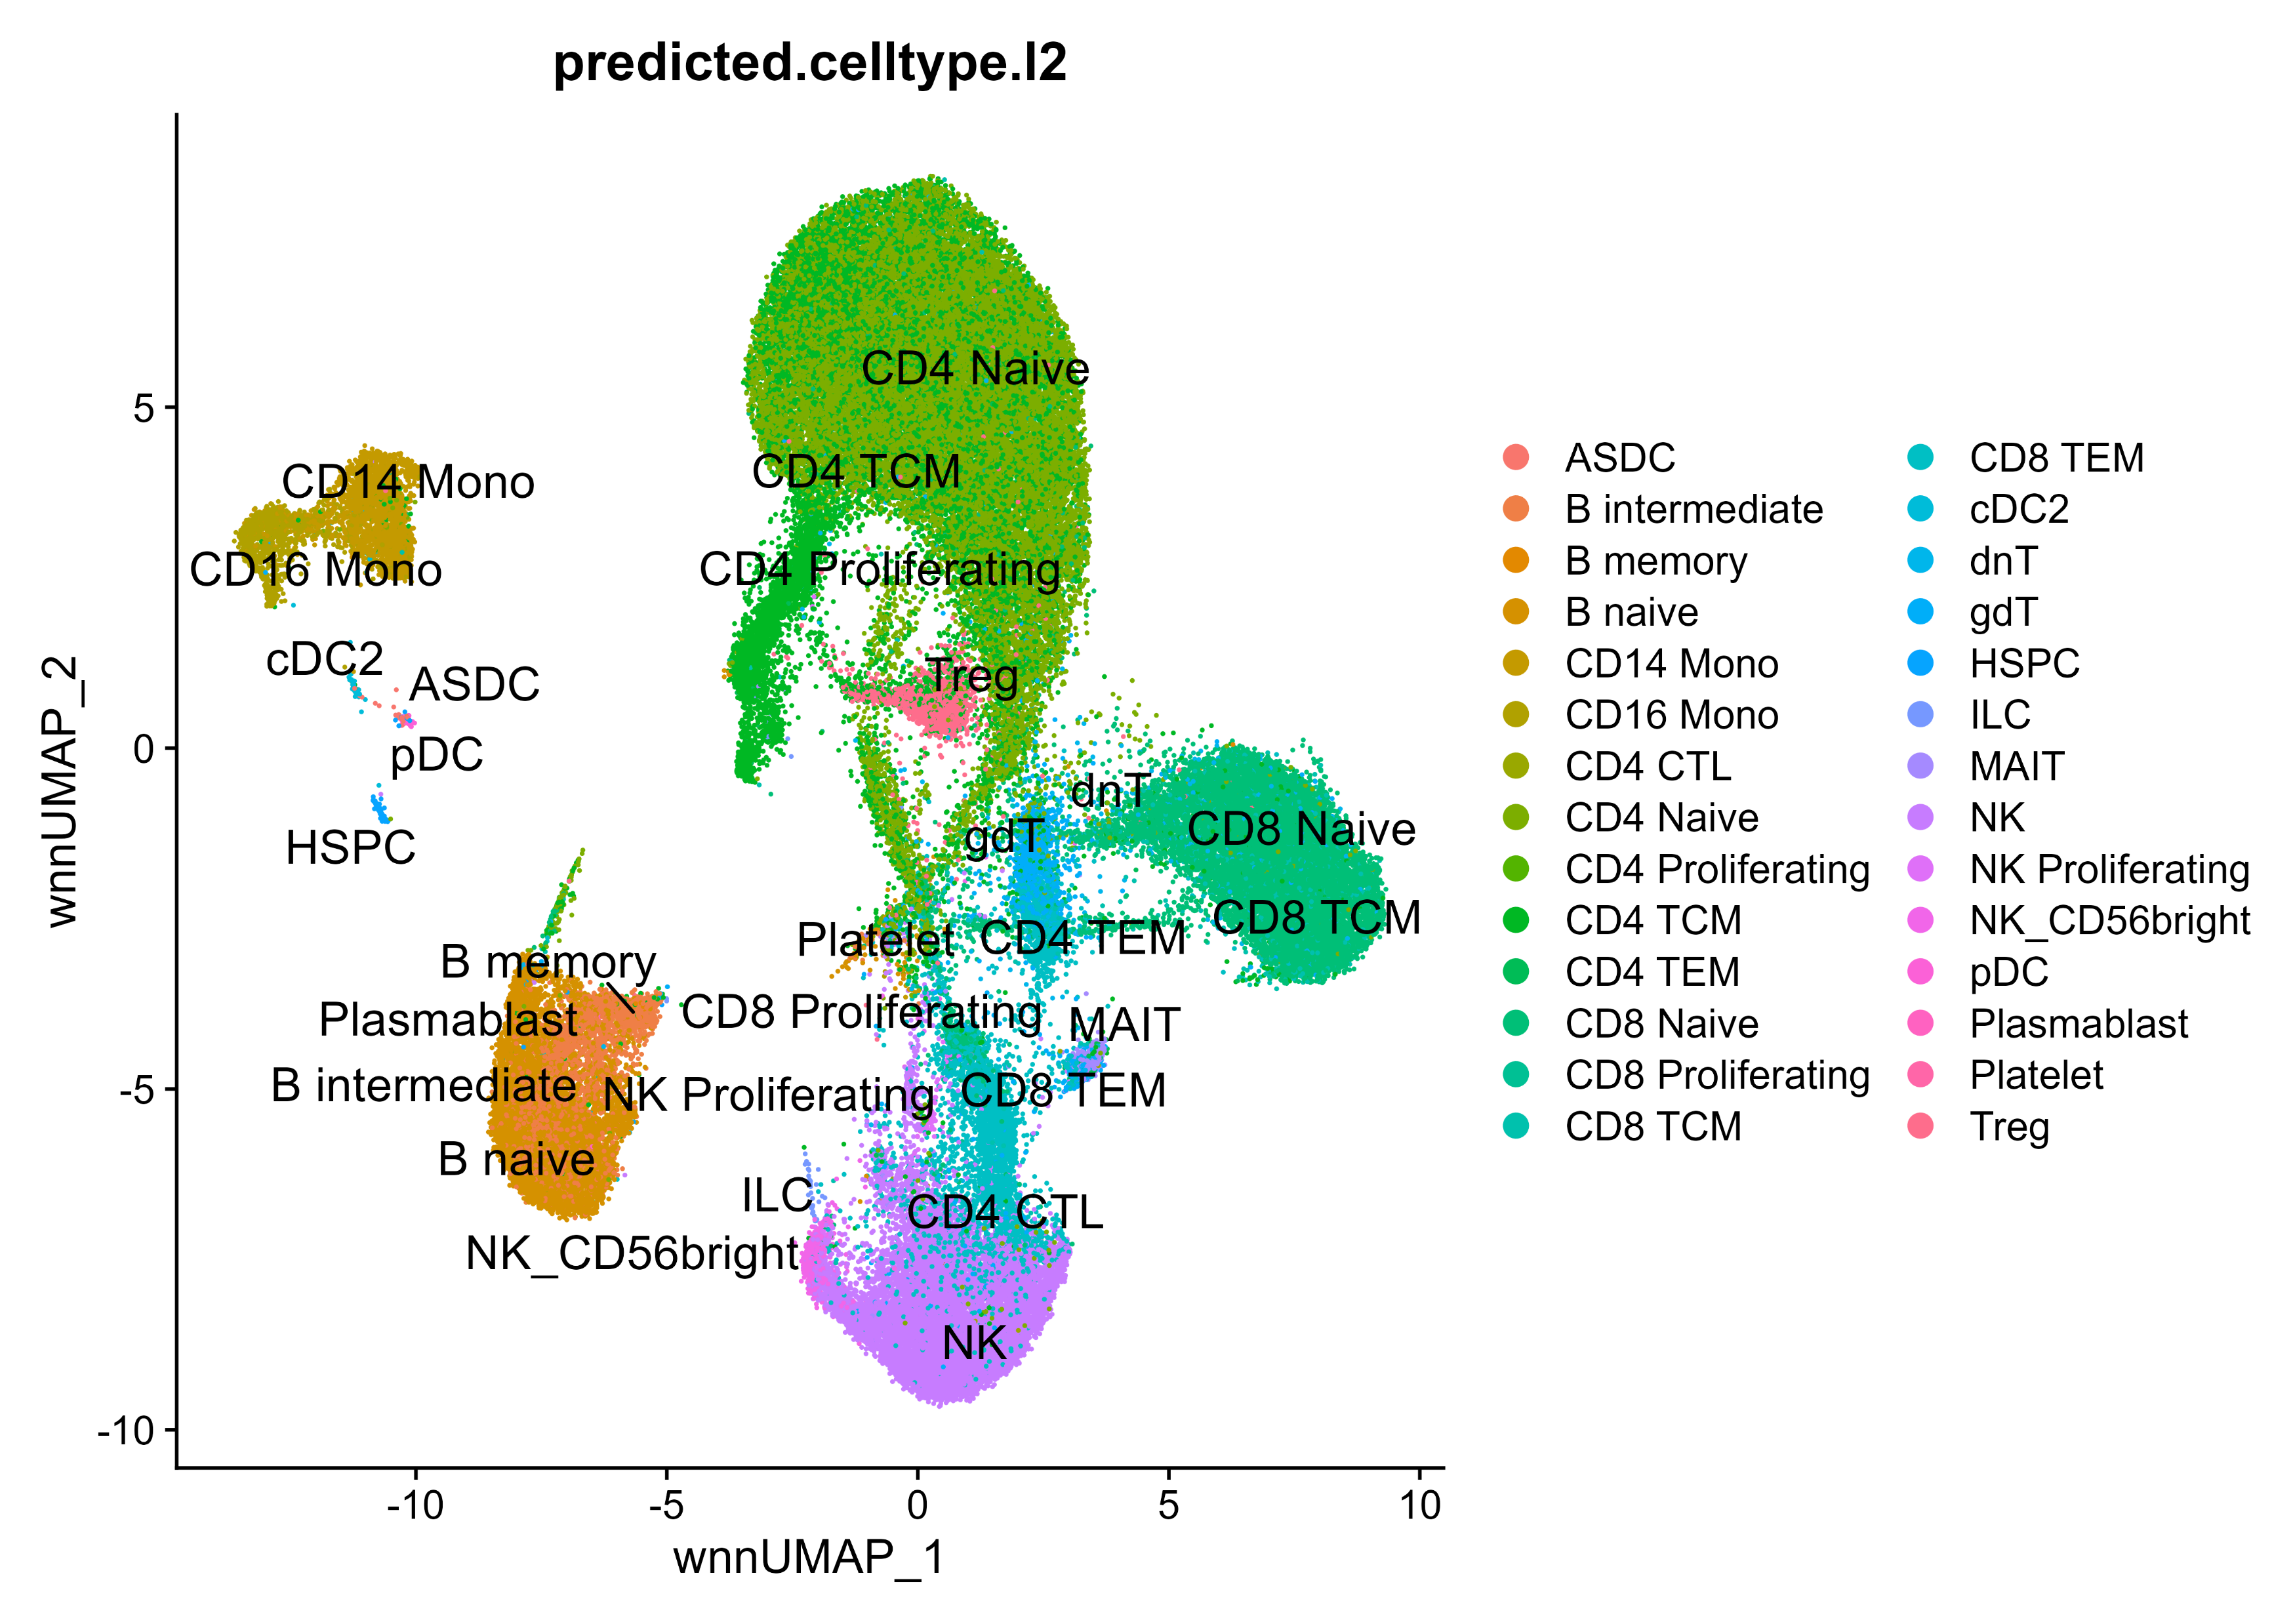 predicted.celltype.l2
wnnUMAP_2
5
0
-5
-10
CD4 Naive
CD4 TCM
CD14 Mono
CD16 Mono
CD4 Proliferating
cDC2
ASDC
Treg
pDC
dnT
HSPC
gdT
CD8 Naive
CD8 TCM
Platelet
CD4 TEM
B memory
Plasmablast
CD8 Proliferating
MAIT
B intermediate
NK Proliferating
CD8 TEM
B naive
ILC
CD4 CTL
NK_CD56bright
NK
-10
-5
0
5
10
wnnUMAP_1
ASDC
B intermediate
B memory
B naive
CD14 Mono
CD16 Mono
CD4 CTL
CD4 Naive
CD4 Proliferating
CD4 TCM
CD4 TEM
CD8 Naive
CD8 Proliferating
CD8 TCM
CD8 TEM
cDC2
dnT
gdT
HSPC
ILC
MAIT
NK
NK Proliferating
NK_CD56bright
pDC
Plasmablast
Platelet
Treg